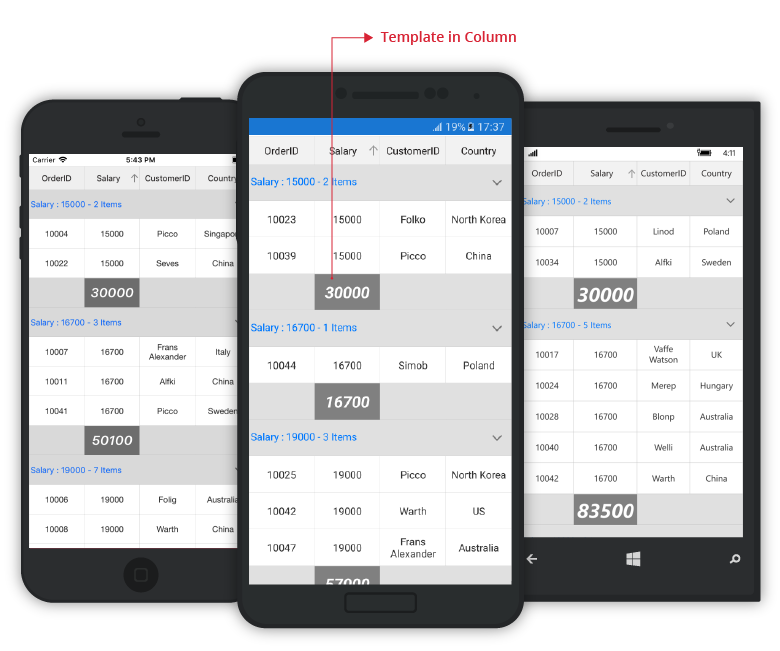 Template in Column
Carrier 5:43 PM
OrderID Salary CustomerID Country
Salary : 15000 - 2 Items
10004 15000 Picco Singapor
10022 15000 Seves China
30000
Salary : 16700 - 3 Items
10007 16700 Frans Alexander Italy
10011 16700 Alfki China
10041 16700 Picco Sweden
50100
Salary : 19000 - 7 Items
10006 19000 Folig Australia
10008 19000 Warth China
19% 17:37
OrderID Salary CustomerID Country
Salary : 15000 - 2 Items
10023 15000 Folko North Korea
10039 15000 Picco China
30000
Salary : 16700 - 1 Items
10044 16700 Simob Poland
16700
Salary : 19000 - 3 Items
10025 19000 Picco North Korea
10042 19000 Warth US
10047 19000 Frans Alexander Australia
57000
4:11
OrderID Salary CustomerID Country
Salary : 15000 - 2 Items
10007 15000 Linod Poland
10034 15000 Alfki Sweden
30000
Salary : 16700 - 5 Items
10017 16700 Vaffe Watson UK
10024 16700 Merep Hungary
10028 16700 Blonp Australia
10040 16700 Welli Australia
10042 16700 Warth China
83500